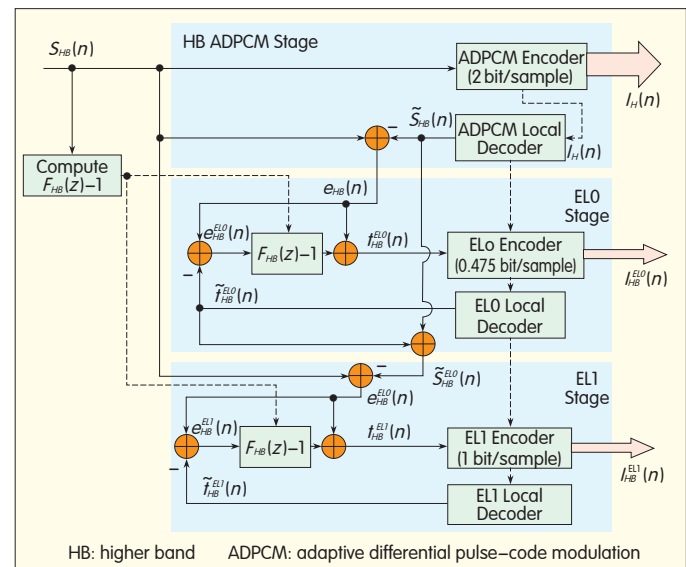 HB ADPCM Stage
S_HB(n)
ADPCM Encoder
(2 bit/sample)
I_H(n)
S̃_HB(n)
−
ADPCM Local
Decoder
I_H(n)
Compute
F_HB(z)−1
e_HB(n)
EL0
Stage
e_HB^EL0(n)
F_HB(z)−1
t_HB^EL0(n)
ELo Encoder
(0.475 bit/sample)
I_HB^EL0(n)
−
t̃_HB^EL0(n)
EL0 Local
Decoder
−
S̃_HB^EL0(n)
EL1
Stage
e_HB^EL0(n)
e_HB^EL1(n)
F_HB(z)−1
t_HB^EL1(n)
EL1 Encoder
(1 bit/sample)
I_HB^EL1(n)
−
t̃_HB^EL1(n)
EL1 Local
Decoder
HB: higher band ADPCM: adaptive differential pulse−code modulation